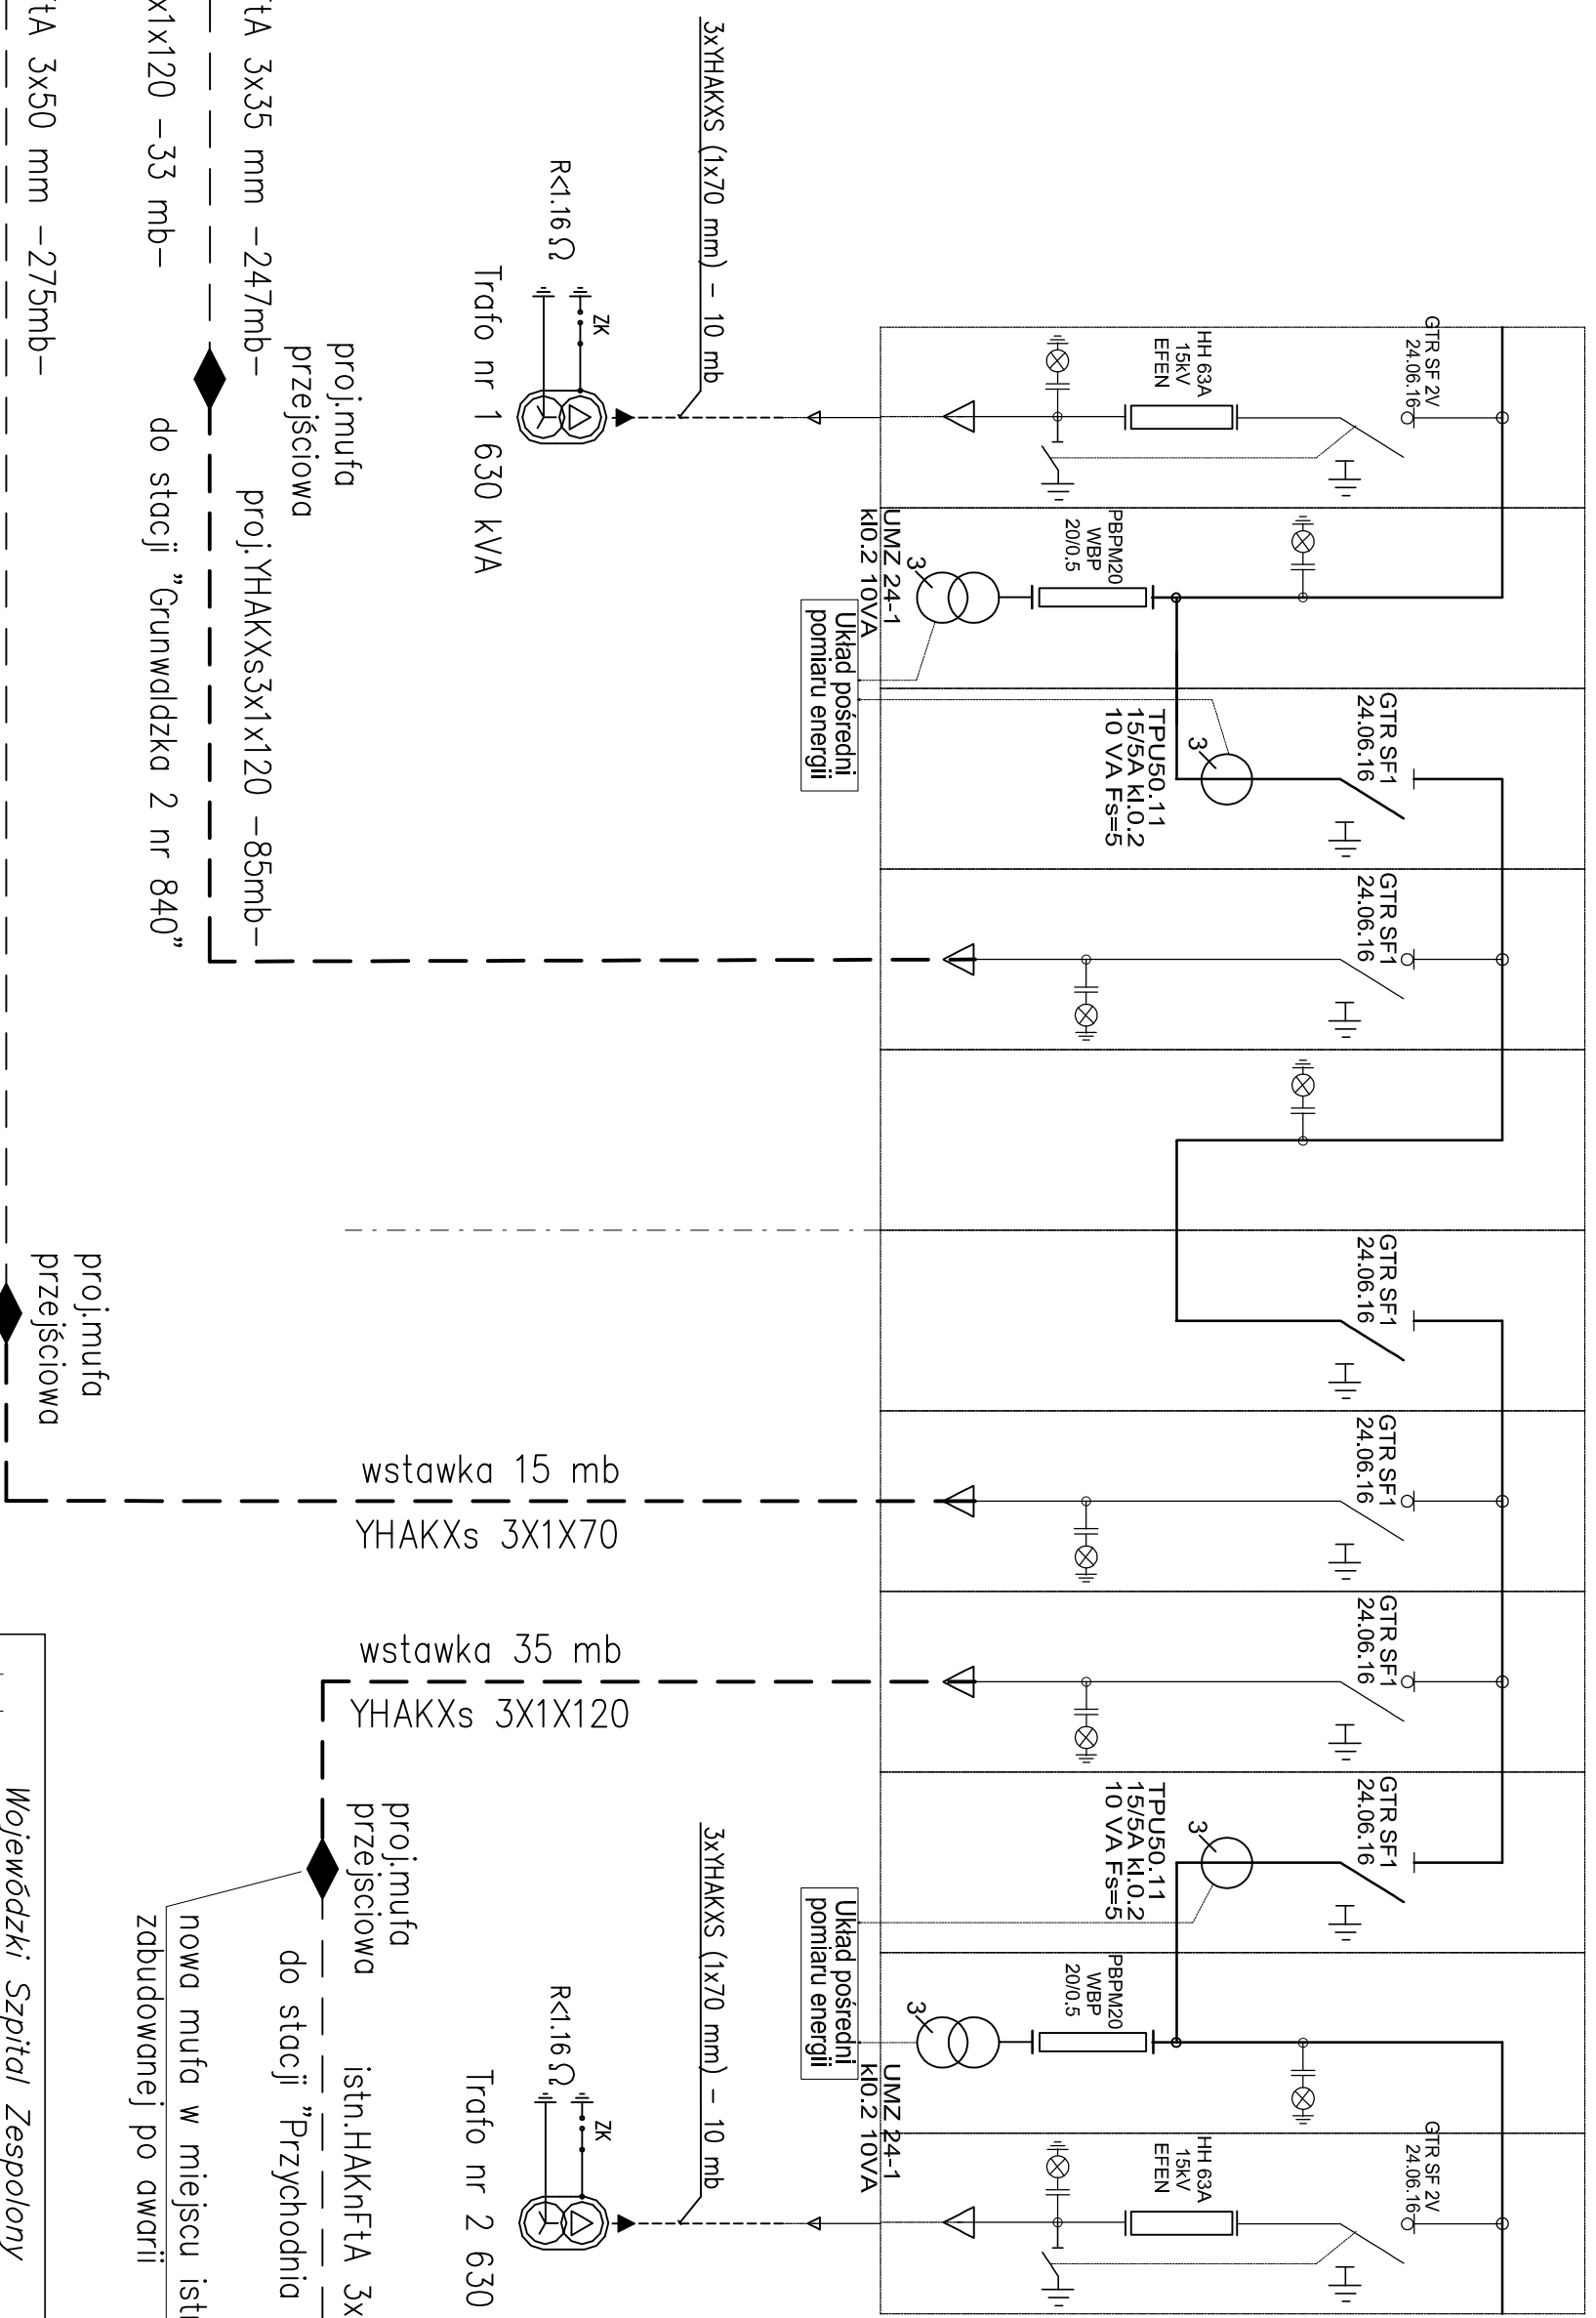 GTR SF 2V
24.06.16
HH 63A
15kV
EFEN
3xYHAKXS (1x70 mm) - 10 mb
R<1.16 Ω
ZK
Trafo nr 1 630 kVA
PBPM20
WBP
20/0.5
3
UMZ 24-1
kl0.2 10VA
Układ pośredni
pomiaru energii
GTR SF1
24.06.16
TPU50.11
15/5A kl.0.2
10 VA Fs=5
3
GTR SF1
24.06.16
GTR SF1
24.06.16
GTR SF1
24.06.16
GTR SF1
24.06.16
GTR SF1
24.06.16
TPU50.11
15/5A kl.0.2
10 VA Fs=5
3
PBPM20
WBP
20/0.5
3
UMZ 24-1
kl0.2 10VA
Układ pośredni
pomiaru energii
GTR SF 2V
24.06.16
HH 63A
15kV
EFEN
3xYHAKXS (1x70 mm) - 10 mb
R<1.16 Ω
ZK
Trafo nr 2 630
wstawka 15 mb
YHAKXs 3X1X70
wstawka 35 mb
YHAKXs 3X1X120
proj.mufa
przejsciowa
istn.HAKnFtA 3x
do stacji "Przychodnia
nowa mufa w miejscu istn
zabudowanej po awarii
proj.mufa
przejściowa
ftA 3x35 mm -247mb-
proj.YHAKXs3x1x120 -85mb-
x1x120 -33 mb-
do stacji "Grunwaldzka 2 nr 840"
ftA 3x50 mm -275mb-
proj.mufa
przejściowa
Wojewódzki Szpital Zespolony